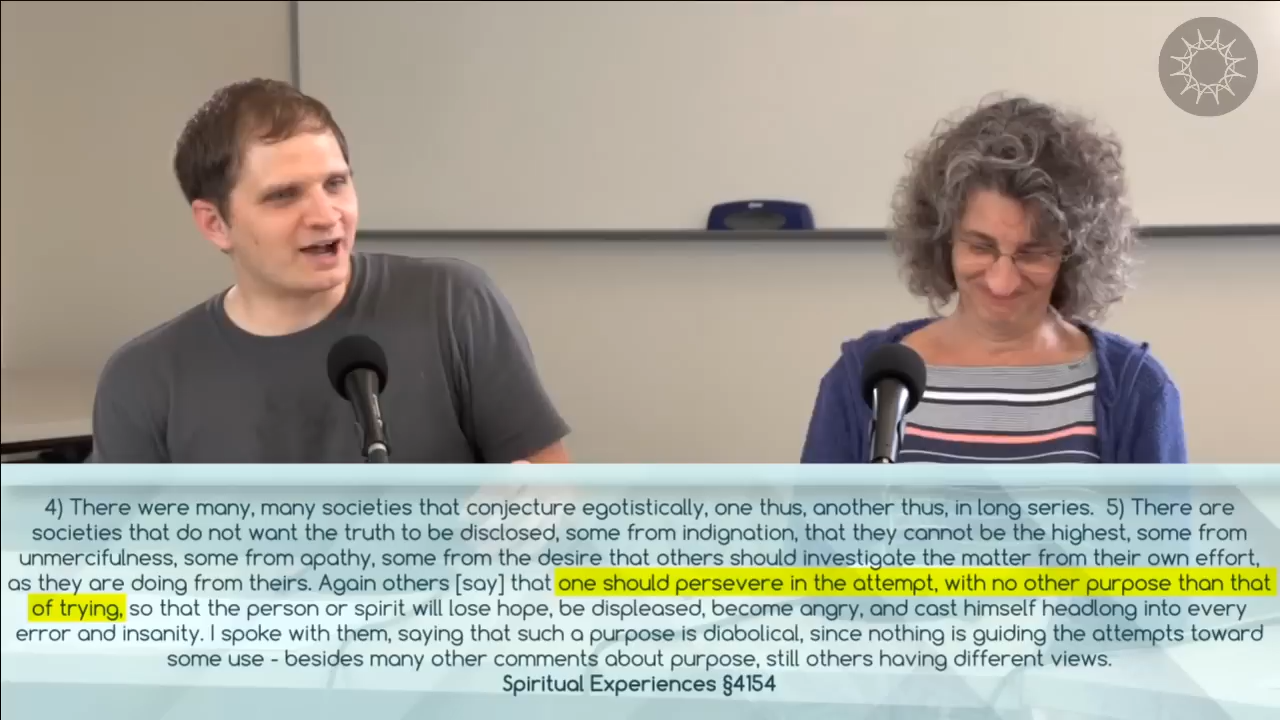 4) There were many, many societies that conjecture egotistically, one thus, another thus, in long series. 5) There are
societies that do not want the truth to be disclosed, some from indignation, that they cannot be the highest, some from
unmercifulness, some from apathy, some from the desire that others should investigate the matter from their own effort,
as they are doing from theirs. Again others [say] that one should persevere in the attempt, with no other purpose than that
of trying, so that the person or spirit will lose hope, be displeased, become angry, and cast himself headlong into every
error and insanity. I spoke with them, saying that such a purpose is diabolical, since nothing is guiding the attempts toward
some use - besides many other comments about purpose, still others having different views.
Spiritual Experiences §4154